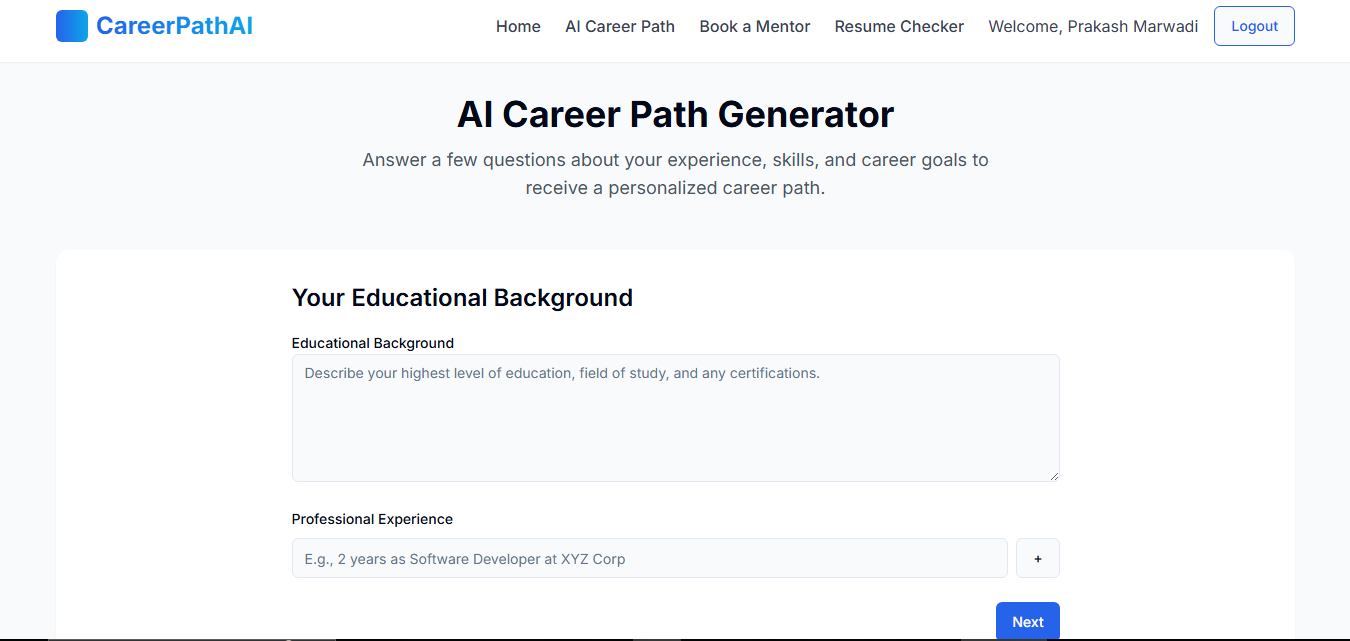 CareerPathAI
Home AI Career Path Book a Mentor Resume Checker Welcome, Prakash Marwadi Logout
AI Career Path Generator
Answer a few questions about your experience, skills, and career goals to
receive a personalized career path.
Your Educational Background
Educational Background
Describe your highest level of education, field of study, and any certifications.
Professional Experience
E.g., 2 years as Software Developer at XYZ Corp
+
Next